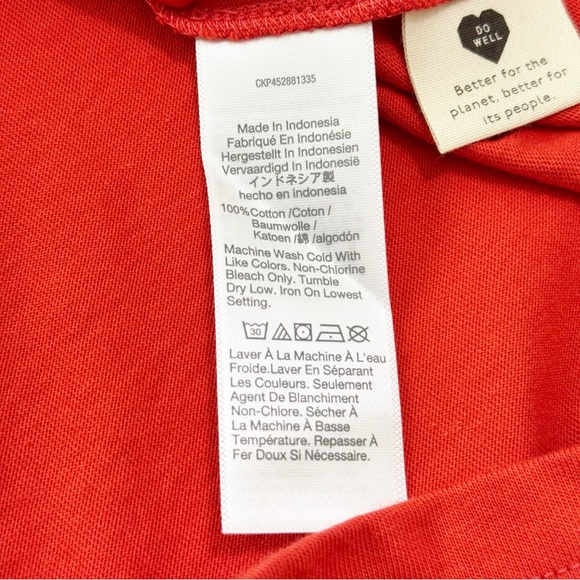 DO
WELL
Better for the
planet, better for
its people.
CKP452881335
Made In Indonesia
Fabriqué En Indonésie
Hergestellt In Indonesien
Vervaardigd In Indonesië
インドネシア製
hecho en indonesia
100%Cotton /Coton /
Baumwolle /
Katoen /綿 /algodón
Machine Wash Cold With
Like Colors. Non-Chlorine
Bleach Only. Tumble
Dry Low. Iron On Lowest
Setting.
30
Laver À La Machine À L'eau
Froide.Laver En Séparant
Les Couleurs. Seulement
Agent De Blanchiment
Non-Chlore. Sécher À
La Machine À Basse
Température. Repasser À
Fer Doux Si Nécessaire.